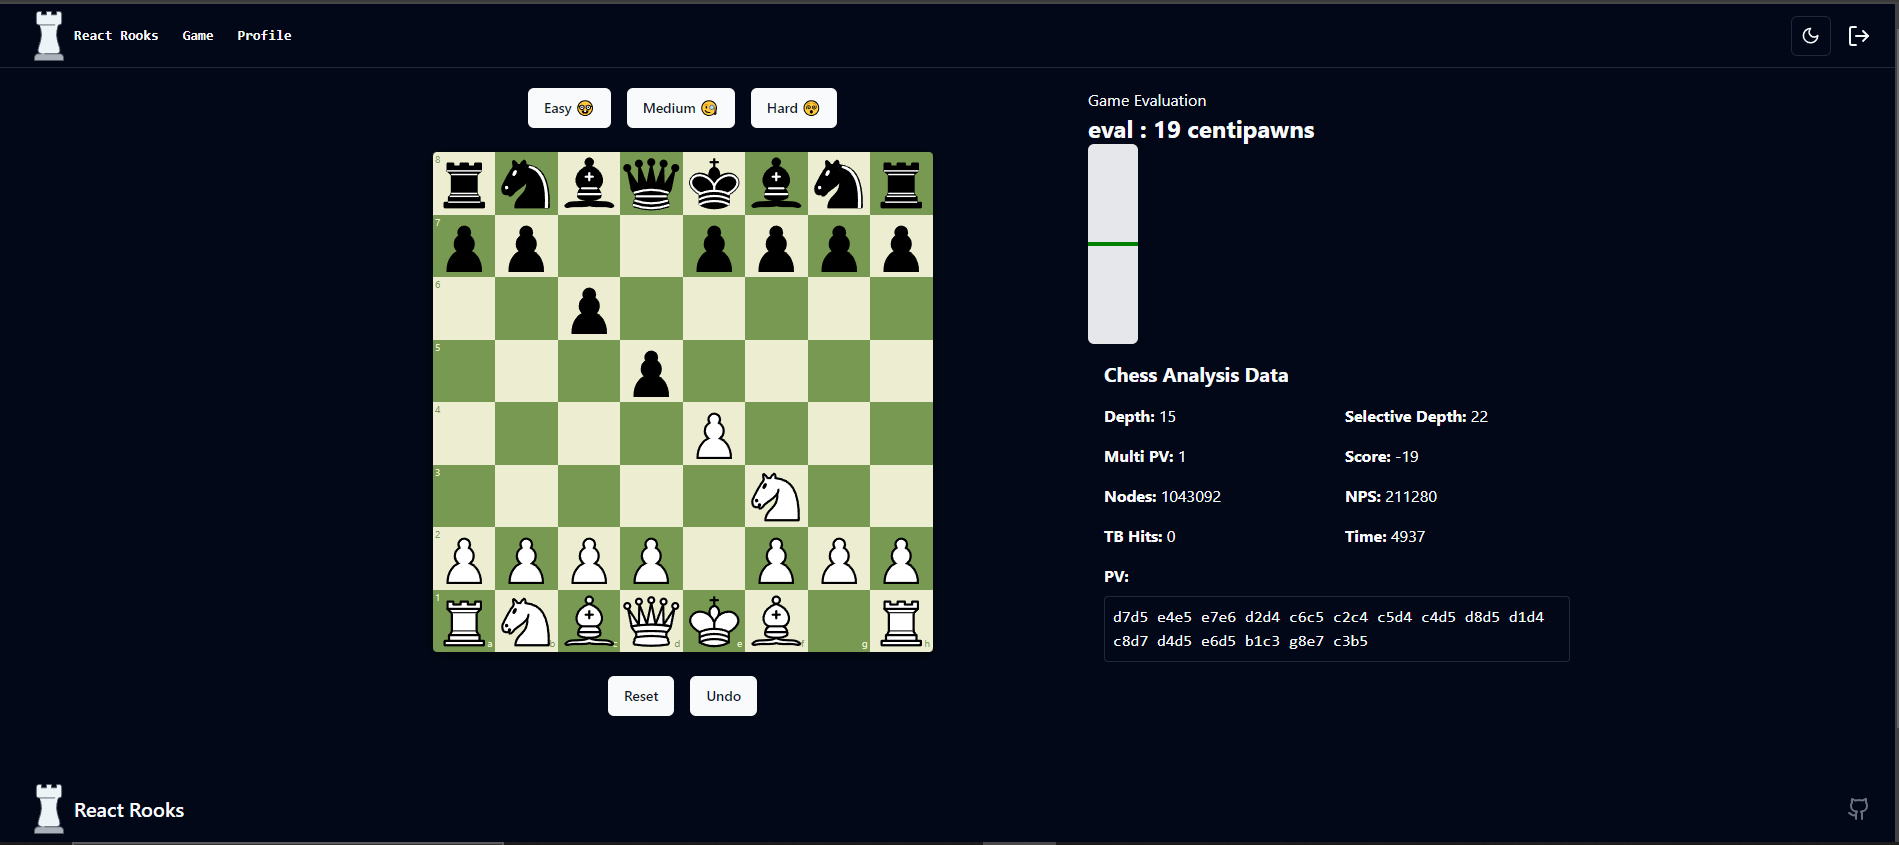 React Rooks Game Profile
Easy 🤓 Medium 🧐 Hard 😵
8
7
6
5
4
3
2
1
a b c d e f g h
Reset Undo
Game Evaluation
eval : 19 centipawns
Chess Analysis Data
Depth: 15 Selective Depth: 22
Multi PV: 1 Score: -19
Nodes: 1043092 NPS: 211280
TB Hits: 0 Time: 4937
PV:
d7d5 e4e5 e7e6 d2d4 c6c5 c2c4 c5d4 c4d5 d8d5 d1d4
c8d7 d4d5 e6d5 b1c3 g8e7 c3b5
React Rooks